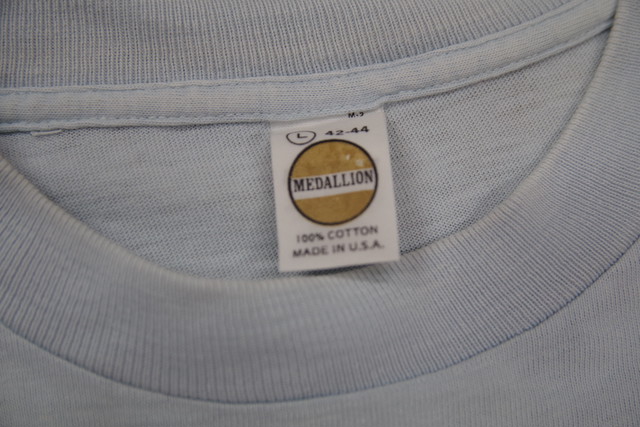 L 42-44
MEDALLION
100% COTTON
MADE IN U.S.A.